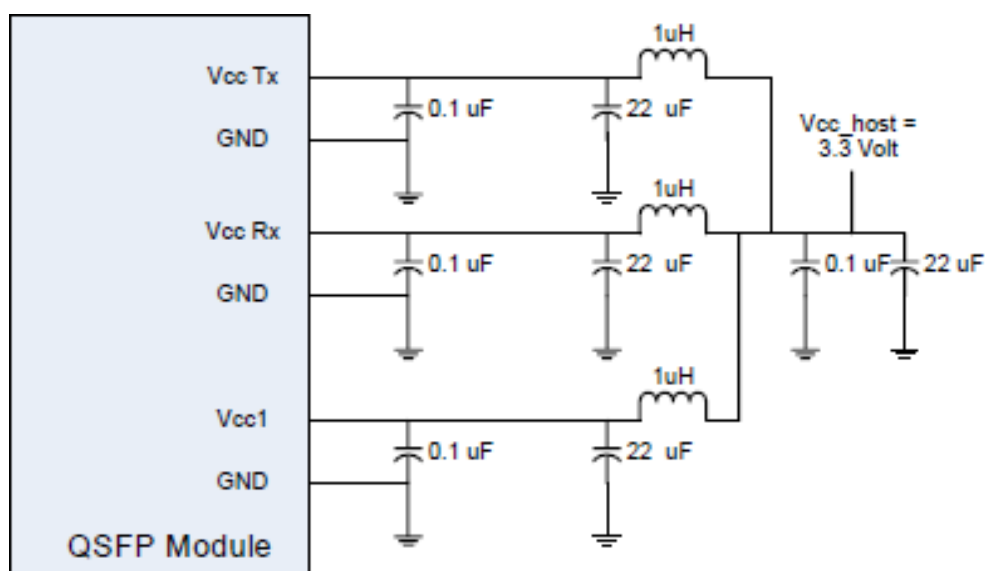 1uH
Vcc Tx
0.1 uF
22 uF
GND
Vcc_host =
3.3 Volt
1uH
Vcc Rx
0.1 uF
22 uF
0.1 uF
22 uF
GND
1uH
Vcc1
0.1 uF
22 uF
GND
QSFP Module